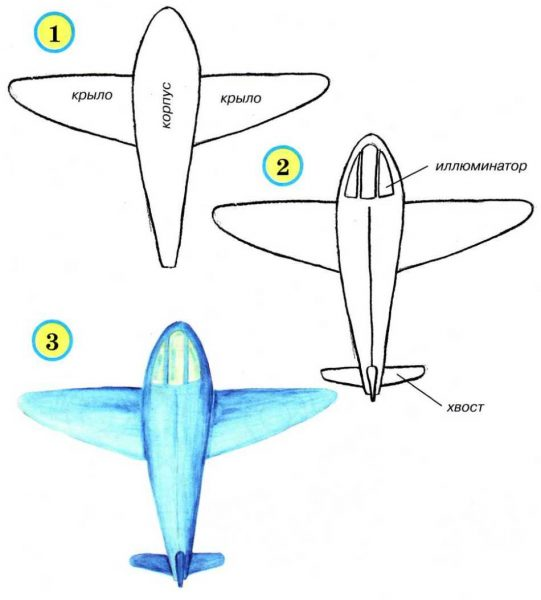 1
крыло
корпус
крыло
2
иллюминатор
3
хвост